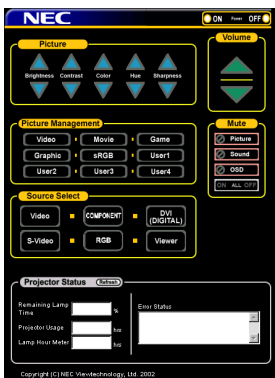 NEC
ON Power OFF
Picture
Brightness Contrast Color Hue Sharpness
Volume
Picture Management
Video Movie Game
Graphic sRGB User1
User2 User3 User4
Mute
Picture
Sound
OSD
ON ALL OFF
Source Select
Video COMPONENT DVI (DIGITAL)
S-Video RGB Viewer
Projector Status (Refresh)
Remaining Lamp Time %
Projector Usage hrs
Lamp Hour Meter hrs
Error Status
Copyright (C) NEC Viewtechnology, Ltd. 2002